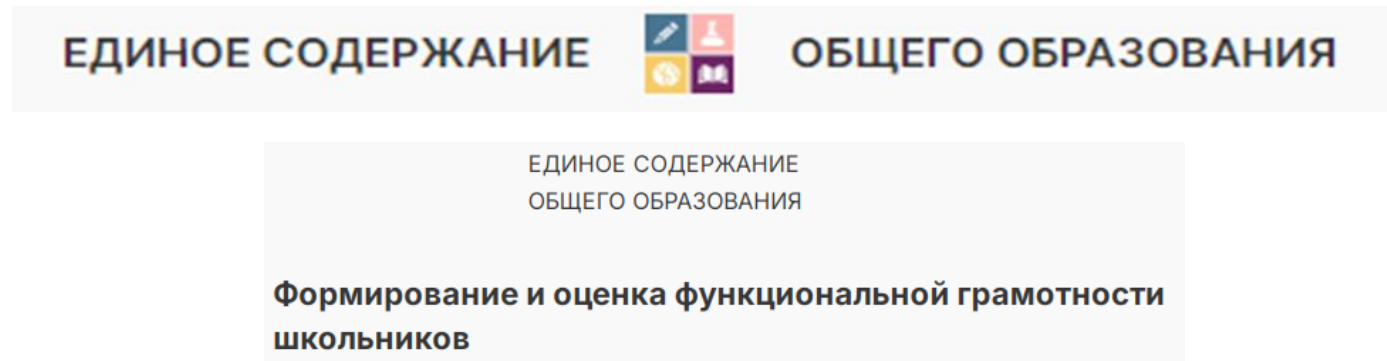 ЕДИНОЕ СОДЕРЖАНИЕ ОБЩЕГО ОБРАЗОВАНИЯ
ЕДИНОЕ СОДЕРЖАНИЕ
ОБЩЕГО ОБРАЗОВАНИЯ
Формирование и оценка функциональной грамотности
школьников